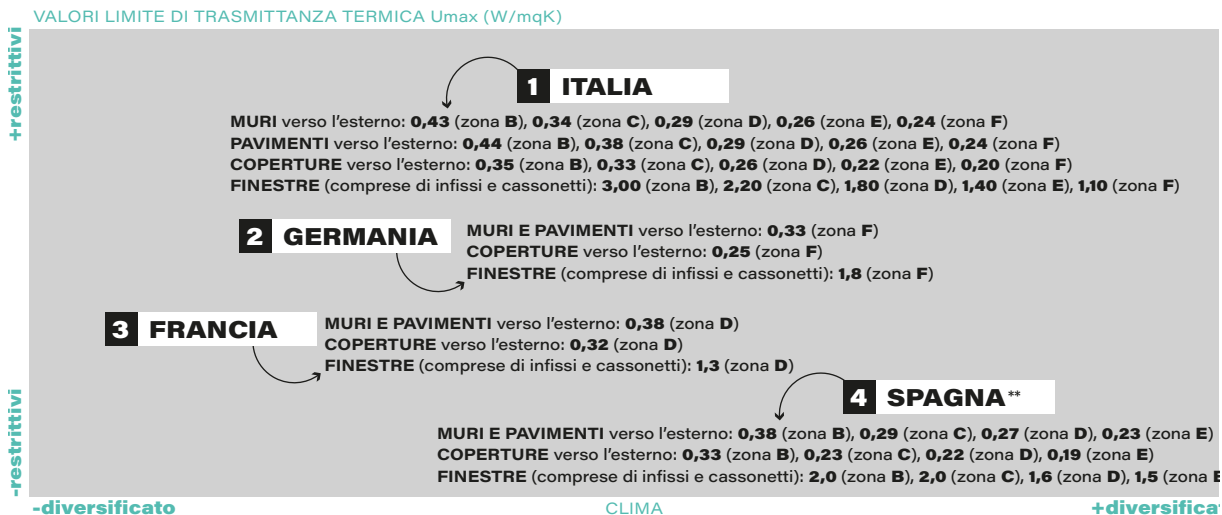 VALORI LIMITE DI TRASMITTANZA TERMICA Umax (W/mqK)
+restrittivi
1 ITALIA
MURI verso l'esterno: 0,43 (zona B), 0,34 (zona C), 0,29 (zona D), 0,26 (zona E), 0,24 (zona F)
PAVIMENTI verso l'esterno: 0,44 (zona B), 0,38 (zona C), 0,29 (zona D), 0,26 (zona E), 0,24 (zona F)
COPERTURE verso l'esterno: 0,35 (zona B), 0,33 (zona C), 0,26 (zona D), 0,22 (zona E), 0,20 (zona F)
FINESTRE (comprese di infissi e cassonetti): 3,00 (zona B), 2,20 (zona C), 1,80 (zona D), 1,40 (zona E), 1,10 (zona F)
2 GERMANIA
MURI E PAVIMENTI verso l'esterno: 0,33 (zona F)
COPERTURE verso l'esterno: 0,25 (zona F)
FINESTRE (comprese di infissi e cassonetti): 1,8 (zona F)
3 FRANCIA
MURI E PAVIMENTI verso l'esterno: 0,38 (zona D)
COPERTURE verso l'esterno: 0,32 (zona D)
FINESTRE (comprese di infissi e cassonetti): 1,3 (zona D)
4 SPAGNA**
MURI E PAVIMENTI verso l'esterno: 0,38 (zona B), 0,29 (zona C), 0,27 (zona D), 0,23 (zona E)
COPERTURE verso l'esterno: 0,33 (zona B), 0,23 (zona C), 0,22 (zona D), 0,19 (zona E)
FINESTRE (comprese di infissi e cassonetti): 2,0 (zona B), 2,0 (zona C), 1,6 (zona D), 1,5 (zona E
-restrittivi
-diversificato
CLIMA
+diversificat